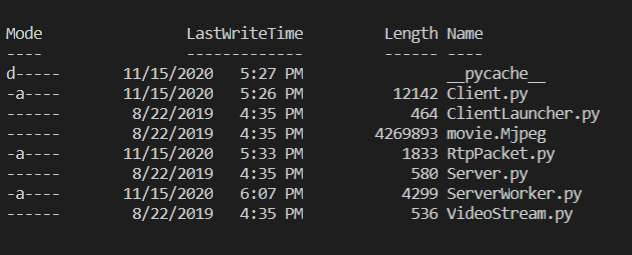 Mode                LastWriteTime         Length Name
----                -------------         ------ ----
d-----       11/15/2020   5:27 PM                __pycache__
-a----       11/15/2020   5:26 PM          12142 Client.py
------        8/22/2019   4:35 PM            464 ClientLauncher.py
------        8/22/2019   4:35 PM        4269893 movie.Mjpeg
-a----       11/15/2020   5:33 PM           1833 RtpPacket.py
------        8/22/2019   4:35 PM            580 Server.py
-a----       11/15/2020   6:07 PM           4299 ServerWorker.py
------        8/22/2019   4:35 PM            536 VideoStream.py